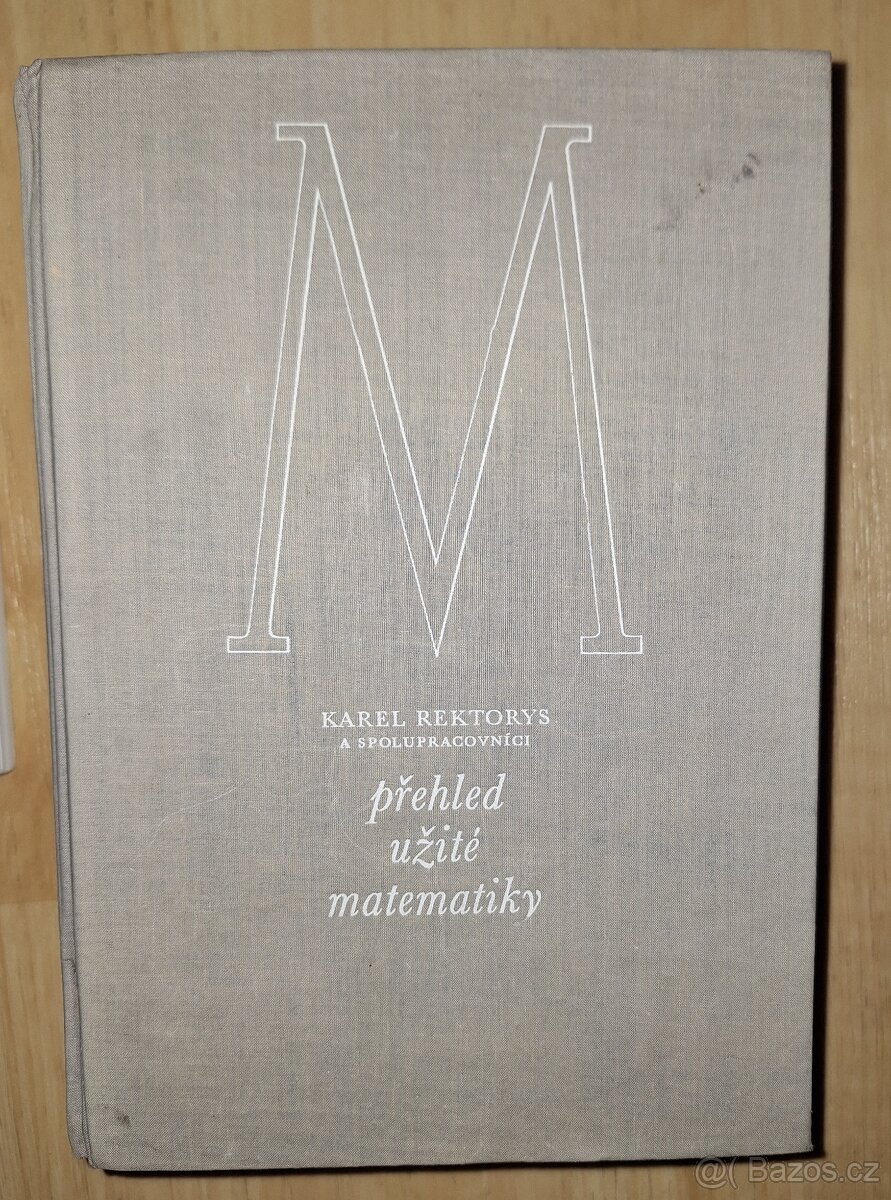 M
KAREL REKTORYS
A SPOLUPRACOVNÍCI
přehled
užité
matematiky
@( Bazos.cz